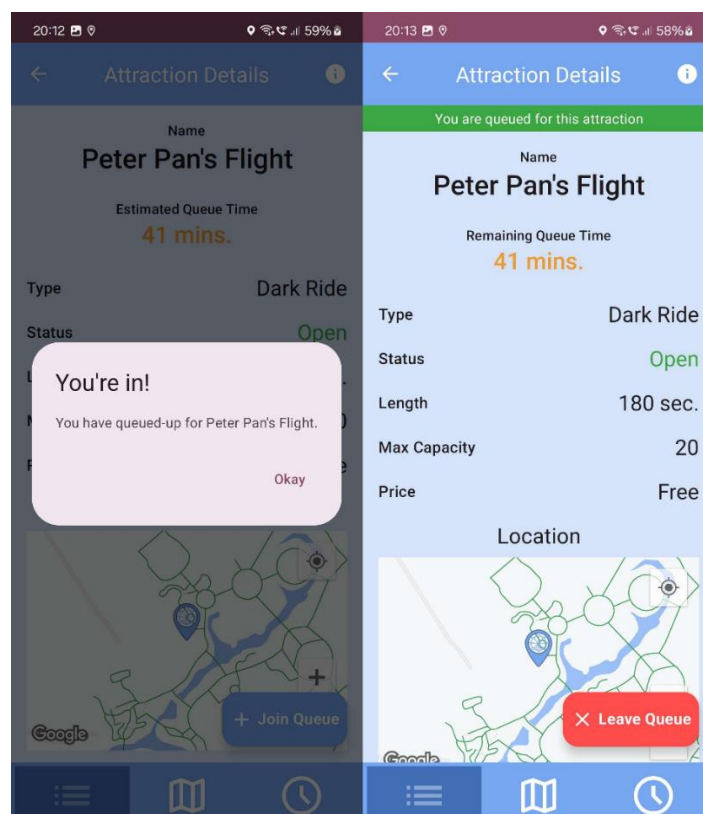 20:12
59%
Attraction Details
Name
Peter Pan's Flight
Estimated Queue Time
41 mins.
Type
Dark Ride
Status
Open
L
.
You're in!
M
)
You have queued-up for Peter Pan's Flight.
Okay
+
+ Join Queue
Google
20:13
58%
Attraction Details
You are queued for this attraction
Name
Peter Pan's Flight
Remaining Queue Time
41 mins.
Type
Dark Ride
Status
Open
Length
180 sec.
Max Capacity
20
Price
Free
Location
× Leave Queue
Google